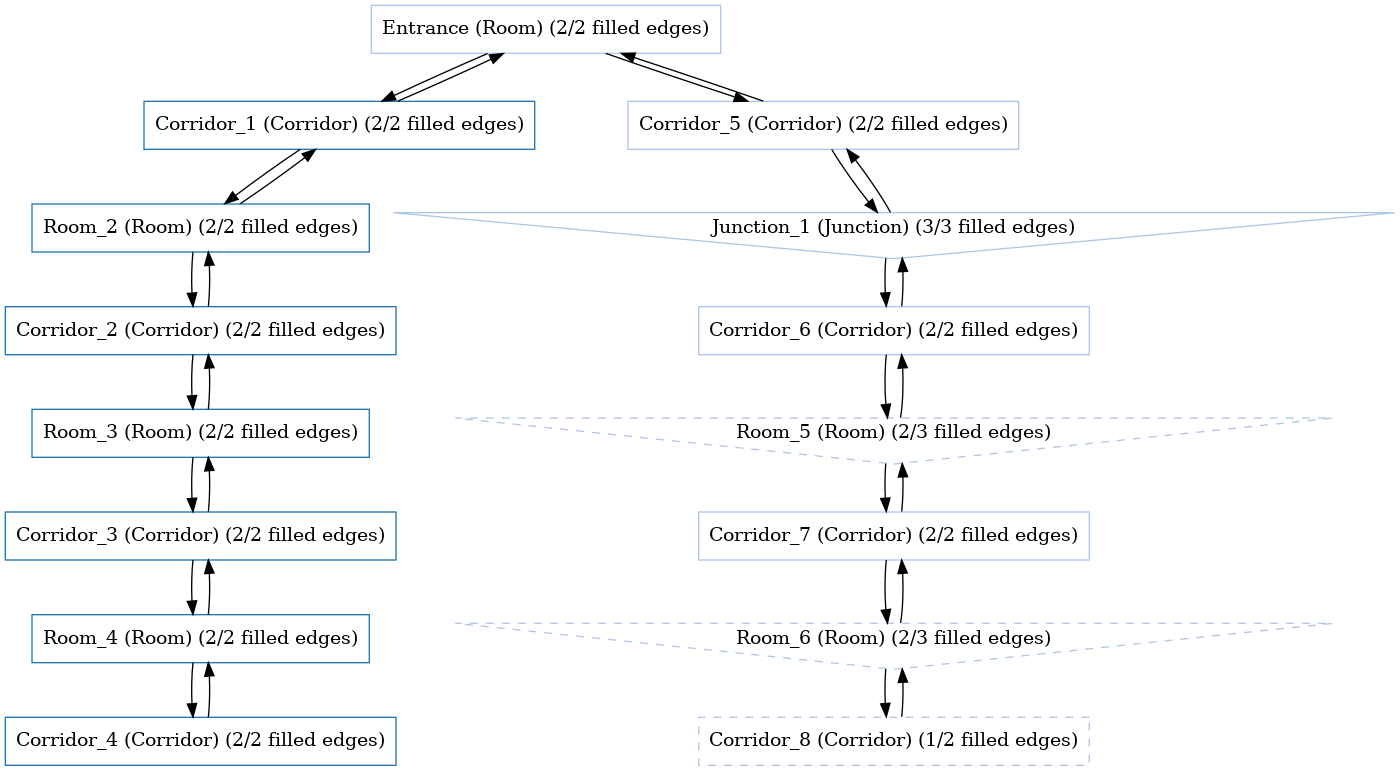 Entrance (Room) (2/2 filled edges)
Corridor_1 (Corridor) (2/2 filled edges)
Corridor_5 (Corridor) (2/2 filled edges)
Room_2 (Room) (2/2 filled edges)
Junction_1 (Junction) (3/3 filled edges)
Corridor_2 (Corridor) (2/2 filled edges)
Corridor_6 (Corridor) (2/2 filled edges)
Room_3 (Room) (2/2 filled edges)
Room_5 (Room) (2/3 filled edges)
Corridor_3 (Corridor) (2/2 filled edges)
Corridor_7 (Corridor) (2/2 filled edges)
Room_4 (Room) (2/2 filled edges)
Room_6 (Room) (2/3 filled edges)
Corridor_4 (Corridor) (2/2 filled edges)
Corridor_8 (Corridor) (1/2 filled edges)